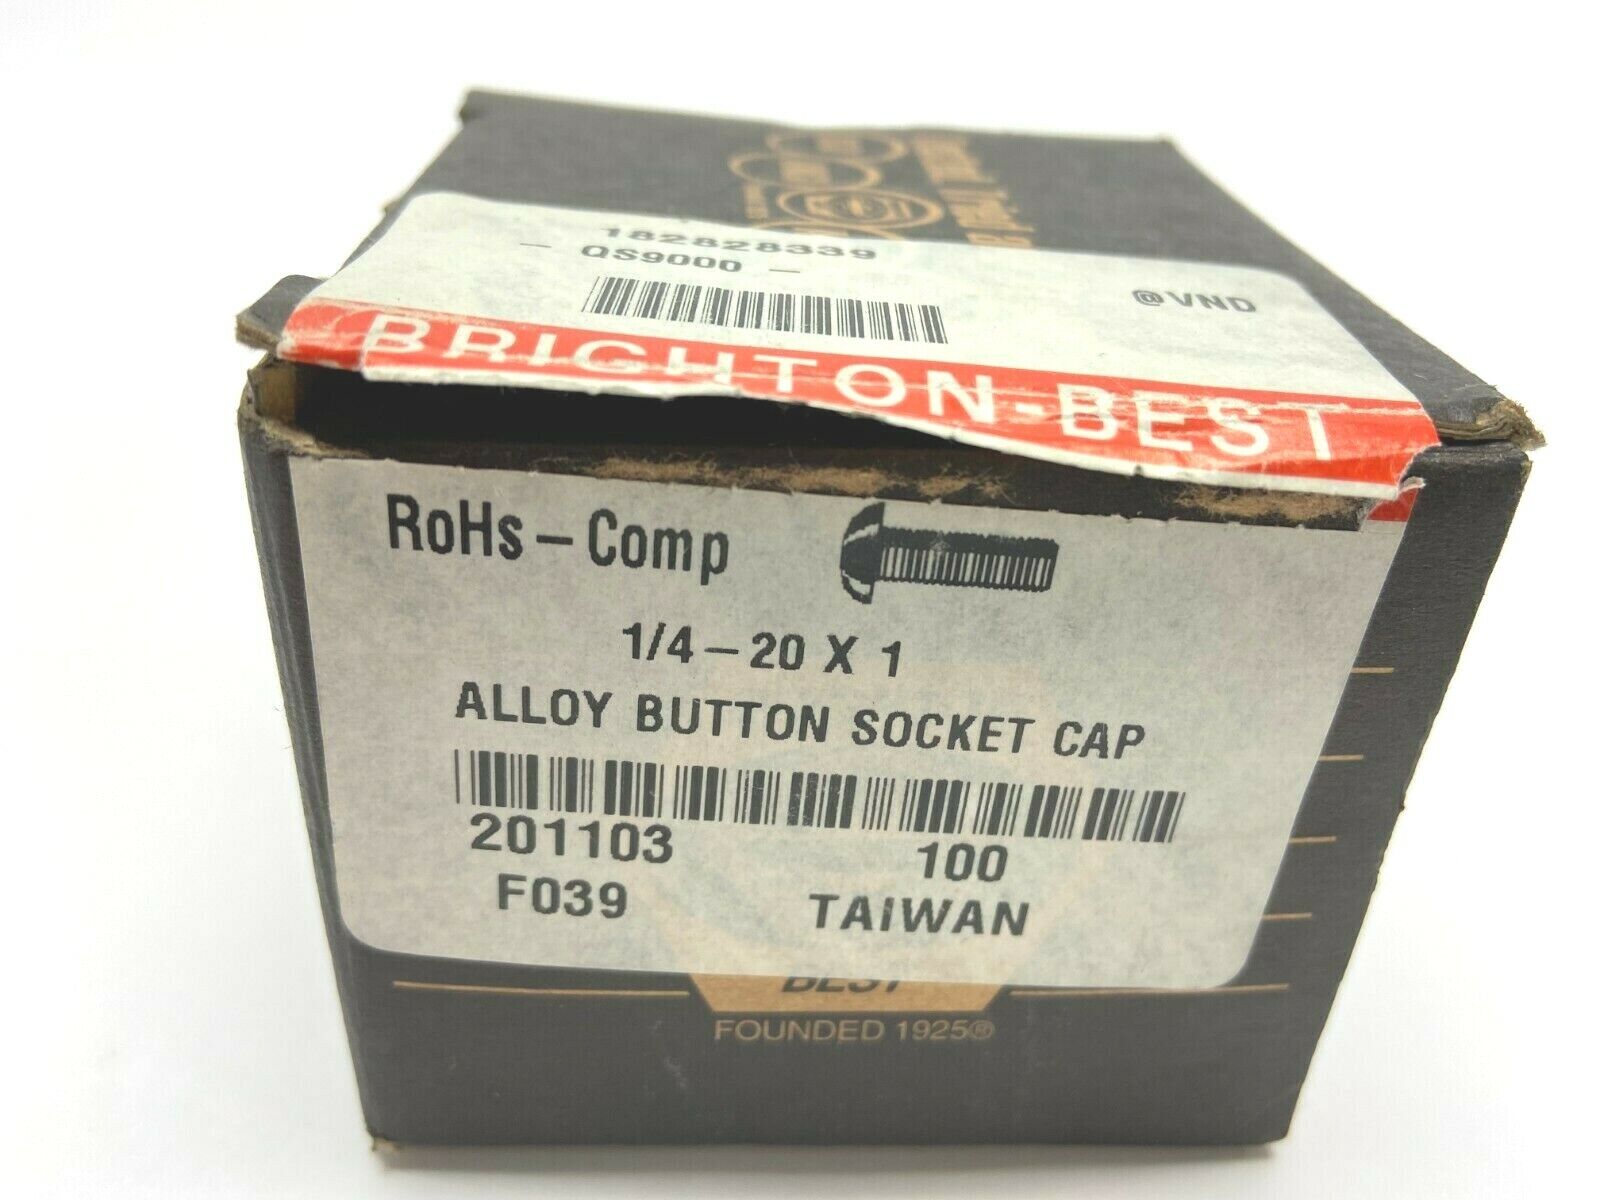 182828339
— QS9000 —
@VND
BRIGHTON-BEST
RoHs – Comp
1/4 – 20 X 1
ALLOY BUTTON SOCKET CAP
201103 100
F039 TAIWAN
BEST
FOUNDED 1925®